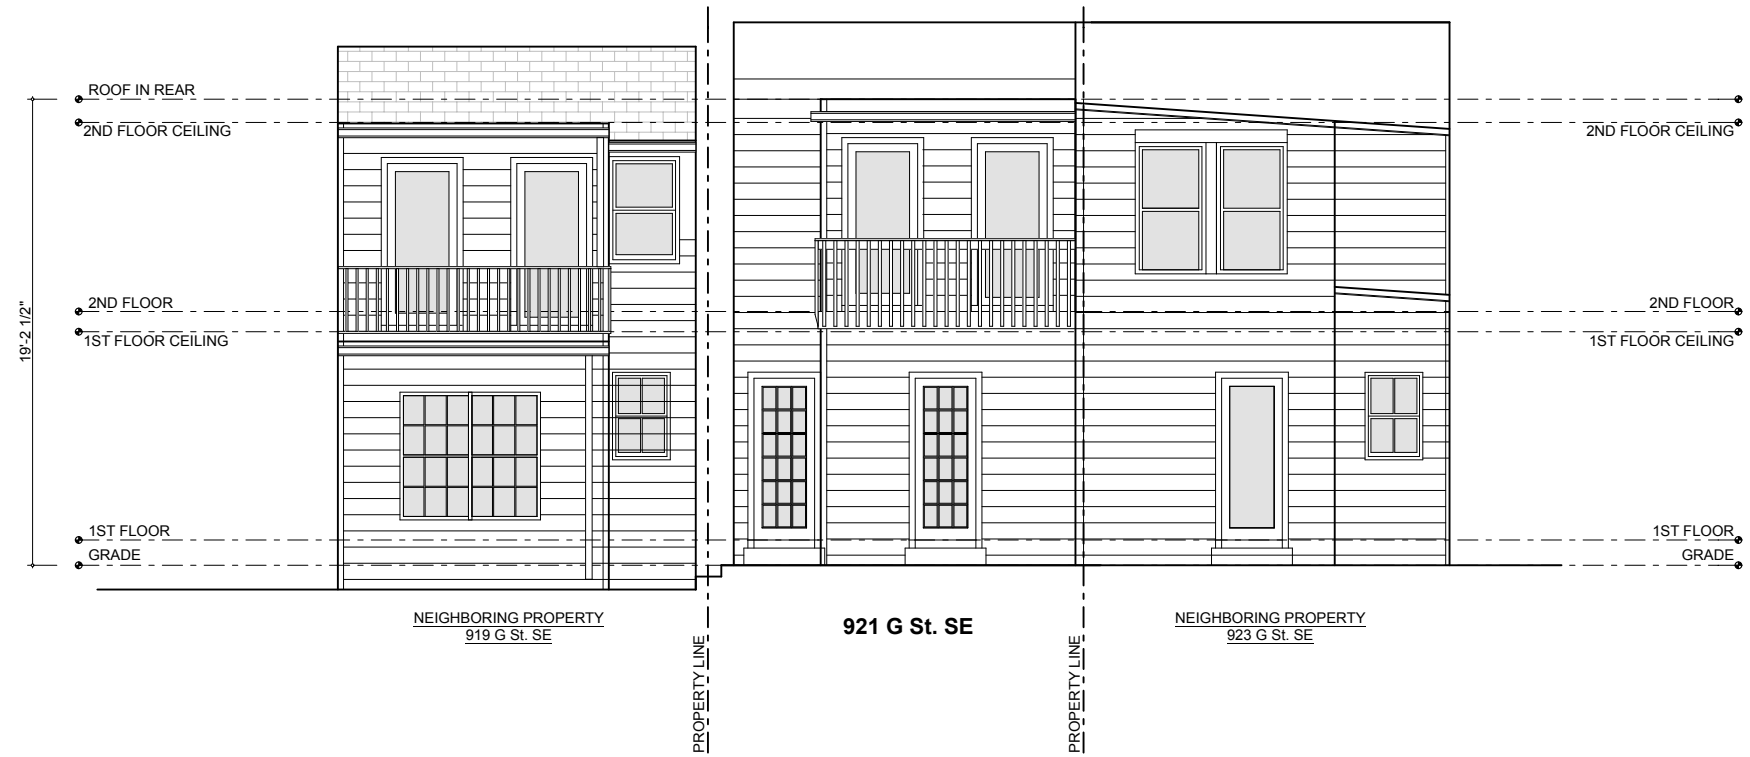 ROOF IN REAR
2ND FLOOR CEILING
2ND FLOOR CEILING
19'-2 1/2"
2ND FLOOR
2ND FLOOR
1ST FLOOR CEILING
1ST FLOOR CEILING
1ST FLOOR
1ST FLOOR
GRADE
GRADE
NEIGHBORING PROPERTY
919 G St. SE
PROPERTY LINE
921 G St. SE
PROPERTY LINE
NEIGHBORING PROPERTY
923 G St. SE